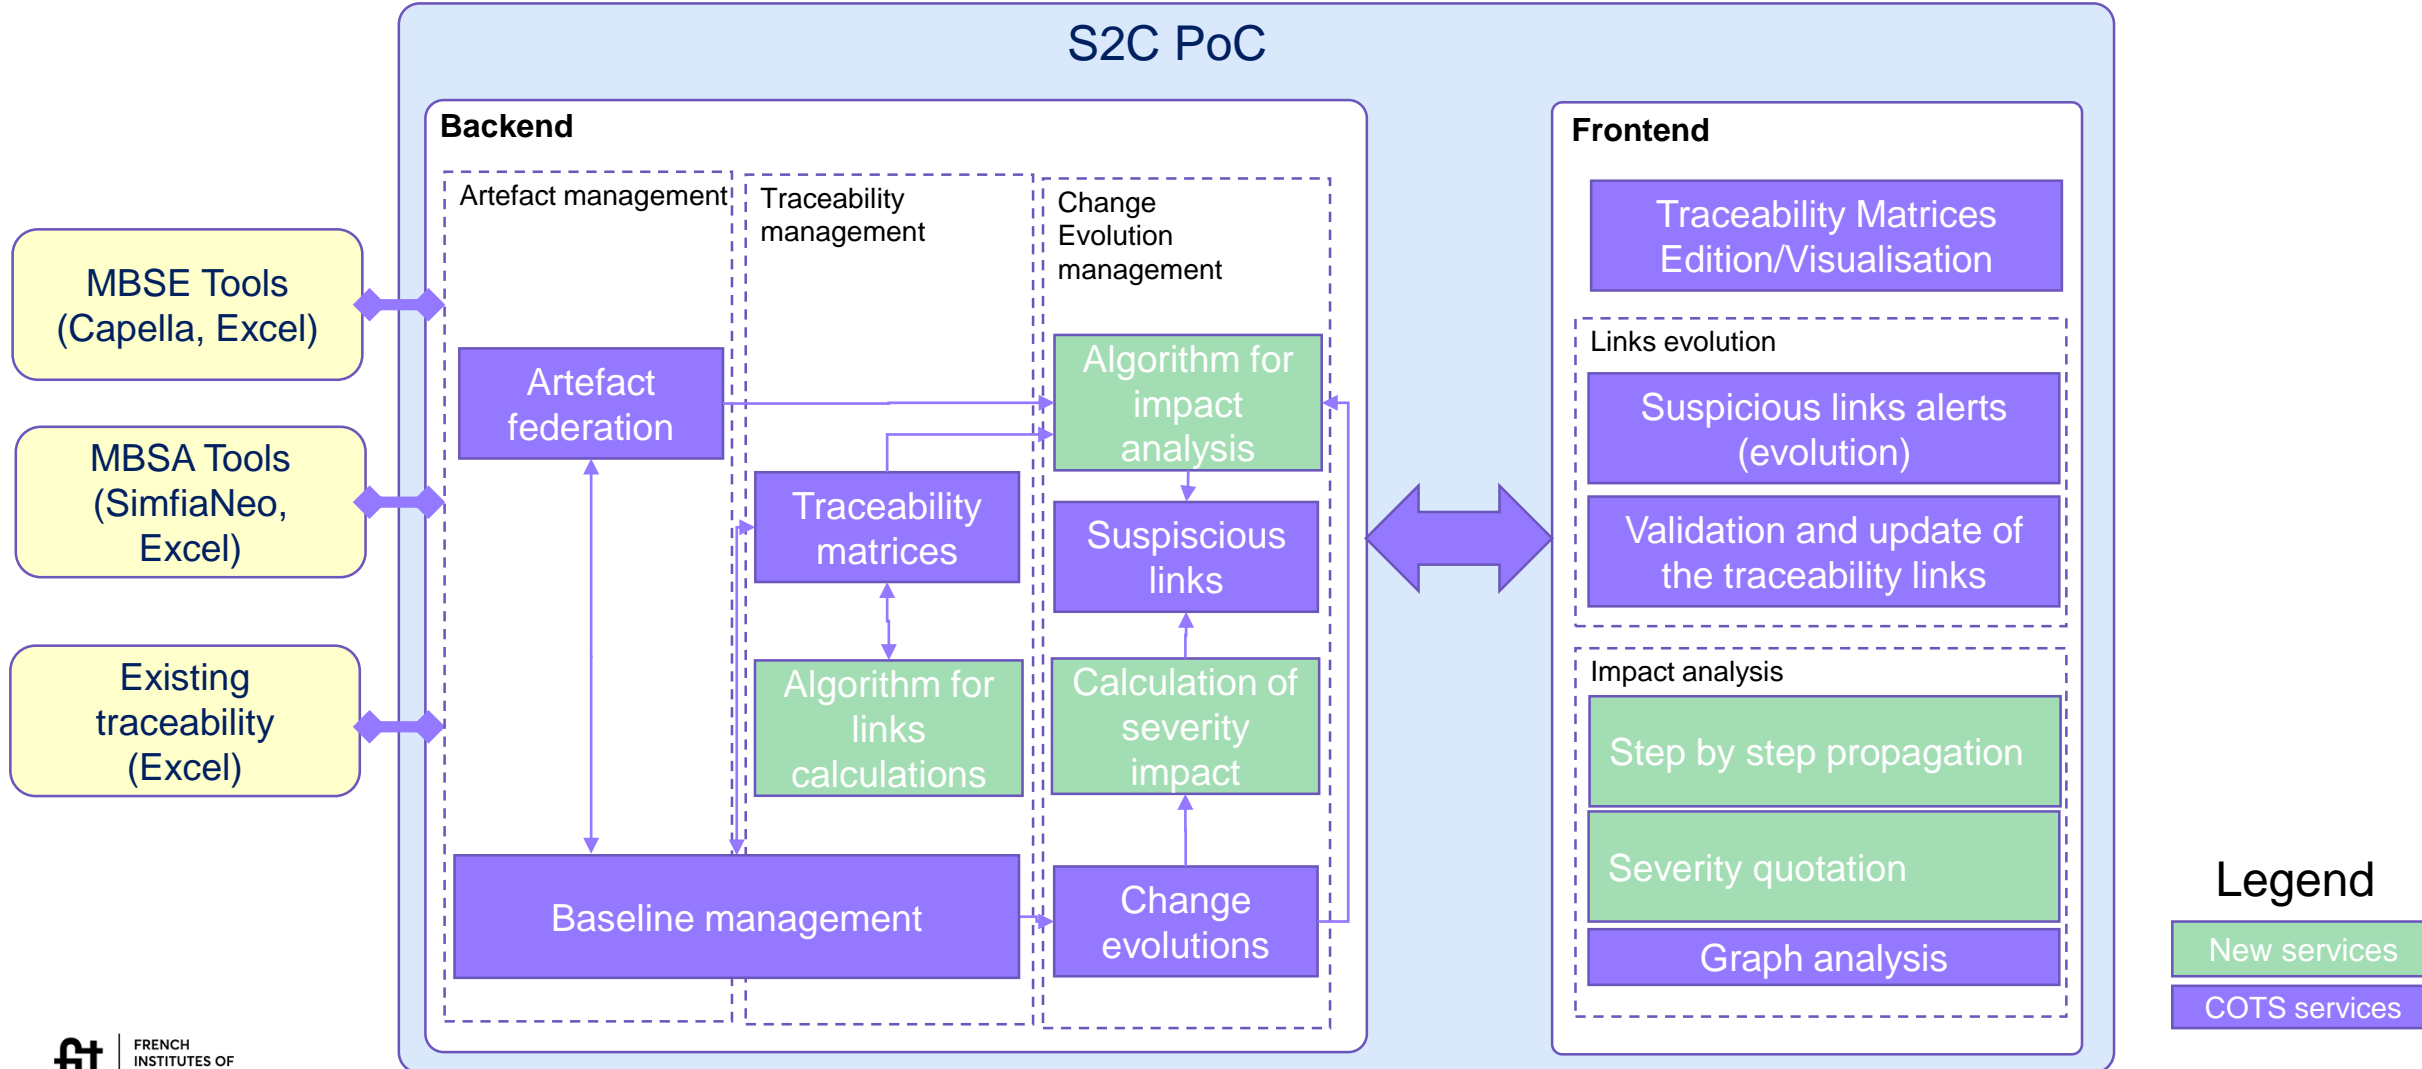 S2C PoC
Backend
Artefact management
Traceability
management
Change
Evolution
management
MBSE Tools
(Capella, Excel)
MBSA Tools
(SimfiaNeo,
Excel)
Existing
traceability
(Excel)
Artefact
federation
Traceability
matrices
Algorithm for
links
calculations
Algorithm for
impact
analysis
Suspiscious
links
Calculation of
severity
impact
Baseline management
Change
evolutions
Frontend
Traceability Matrices
Edition/Visualisation
Links evolution
Suspicious links alerts
(evolution)
Validation and update of
the traceability links
Impact analysis
Step by step propagation
Severity quotation
Graph analysis
Legend
New services
COTS services
FRENCH
INSTITUTES OF